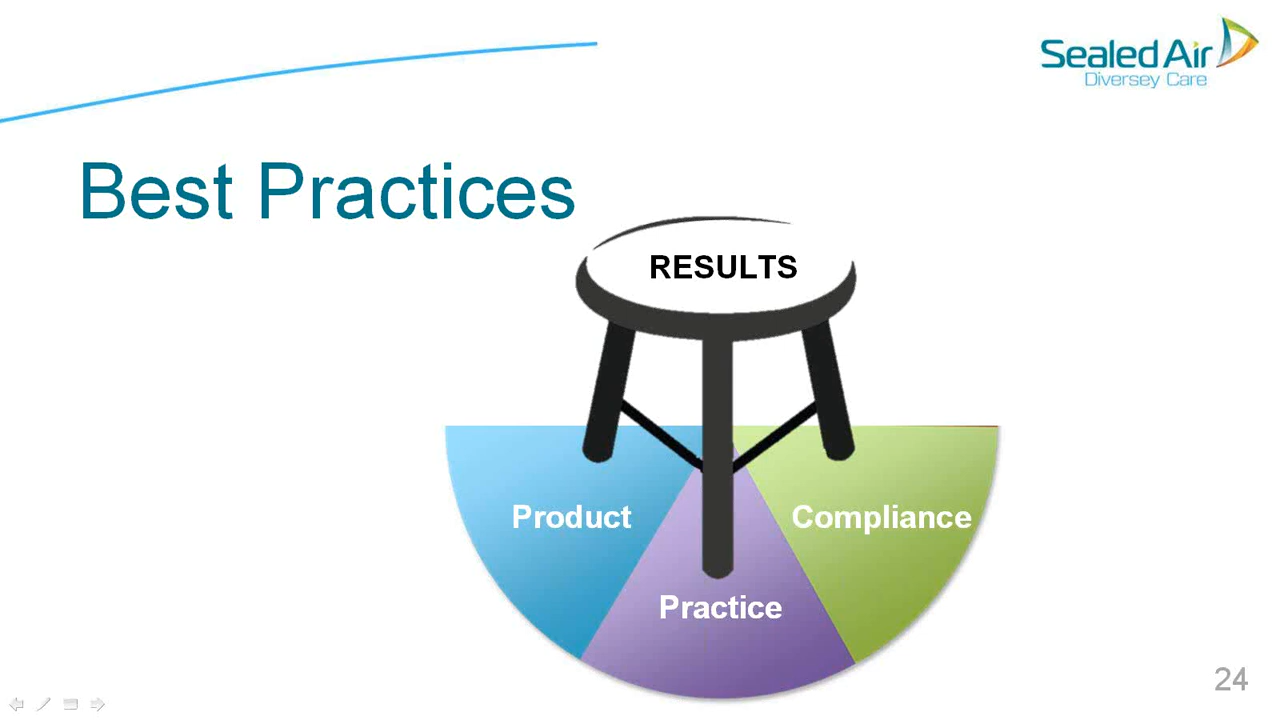 Sealed Air
Diversey Care
Best Practices
RESULTS
Product
Compliance
Practice
24